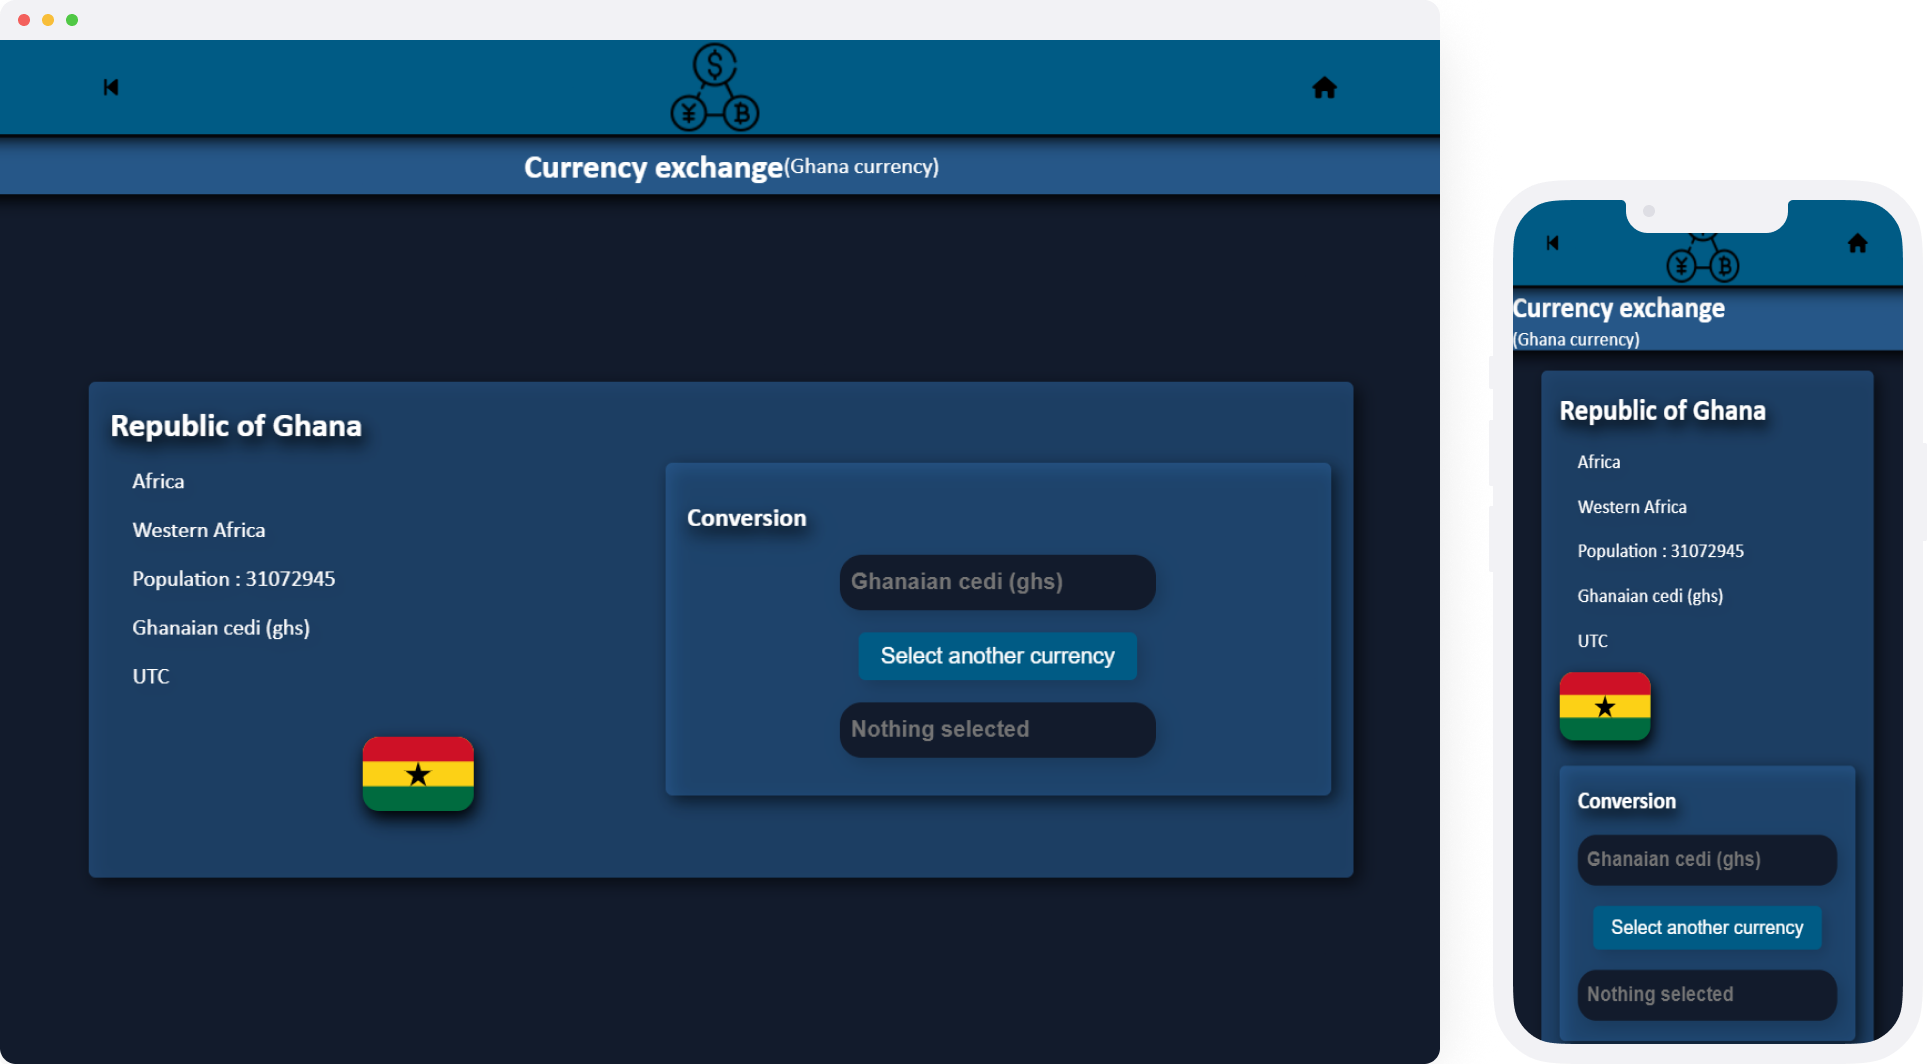 Currency exchange(Ghana currency)
Republic of Ghana
Africa
Western Africa
Population : 31072945
Ghanaian cedi (ghs)
UTC
Conversion
Ghanaian cedi (ghs)
Select another currency
Nothing selected
Currency exchange
(Ghana currency)
Republic of Ghana
Africa
Western Africa
Population : 31072945
Ghanaian cedi (ghs)
UTC
Conversion
Ghanaian cedi (ghs)
Select another currency
Nothing selected